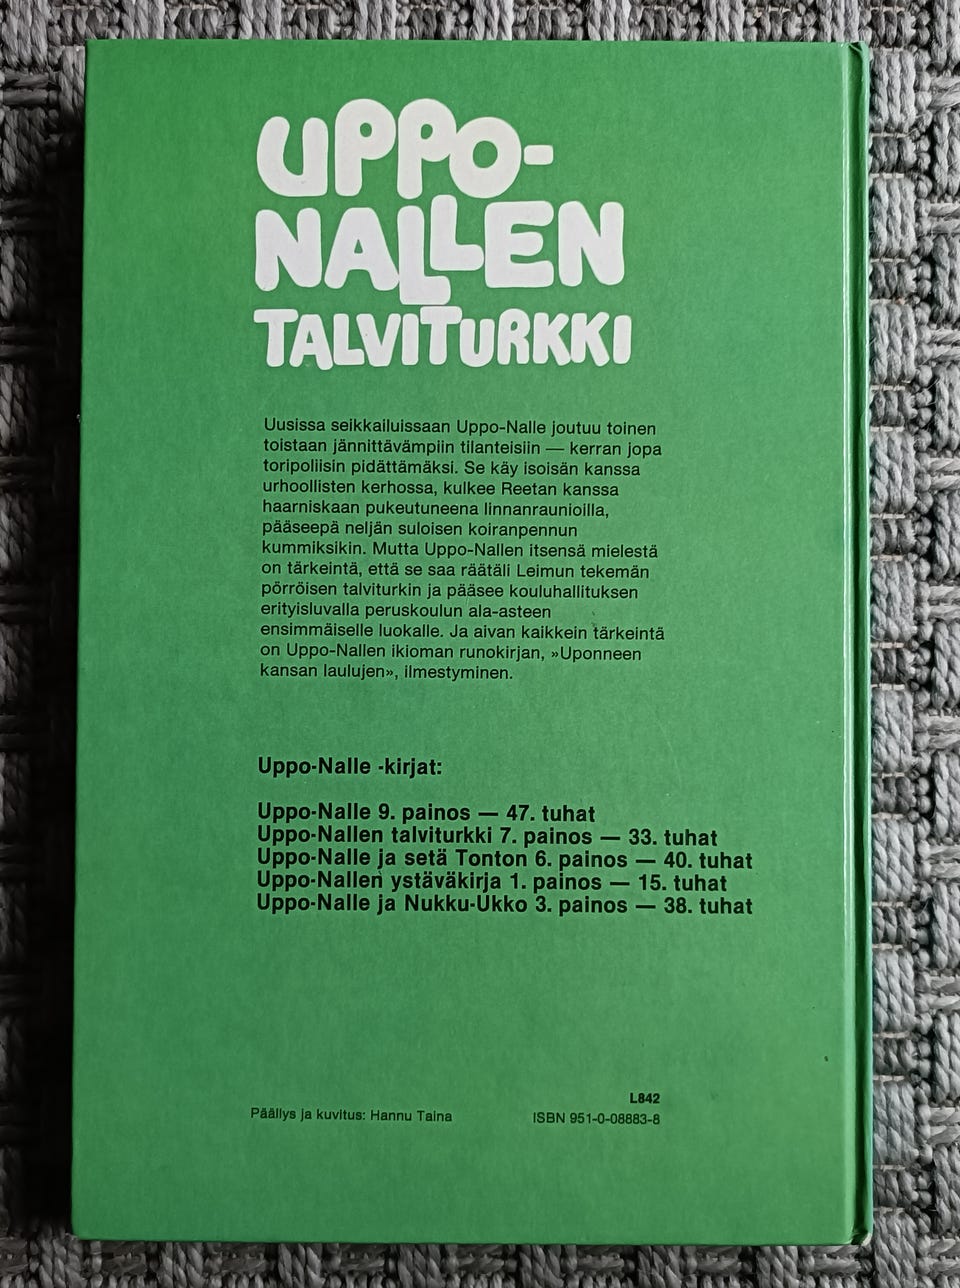 UPPO-
NALLEN
TALVITURKKI
Uusissa seikkailuissaan Uppo-Nalle joutuu toinen
toistaan jännittävämpiin tilanteisiin — kerran jopa
toripoliisin pidättämäksi. Se käy isoisän kanssa
urhoollisten kerhossa, kulkee Reetan kanssa
haarniskaan pukeutuneena linnanraunioilla,
pääseepä neljän suloisen koiranpennun
kummiksikin. Mutta Uppo-Nallen itsensä mielestä
on tärkeintä, että se saa räätäli Leimun tekemän
pörröisen talviturkin ja pääsee kouluhallituksen
erityisluvalla peruskoulun ala-asteen
ensimmäiselle luokalle. Ja aivan kaikkein tärkeintä
on Uppo-Nallen ikioman runokirjan, »Uponneen
kansan laulujen», ilmestyminen.
Uppo-Nalle -kirjat:
Uppo-Nalle 9. painos — 47. tuhat
Uppo-Nallen talviturkki 7. painos — 33. tuhat
Uppo-Nalle ja setä Tonton 6. painos — 40. tuhat
Uppo-Nallen ystäväkirja 1. painos — 15. tuhat
Uppo-Nalle ja Nukku-Ukko 3. painos — 38. tuhat
L842
Päällys ja kuvitus: Hannu Taina ISBN 951-0-08883-8